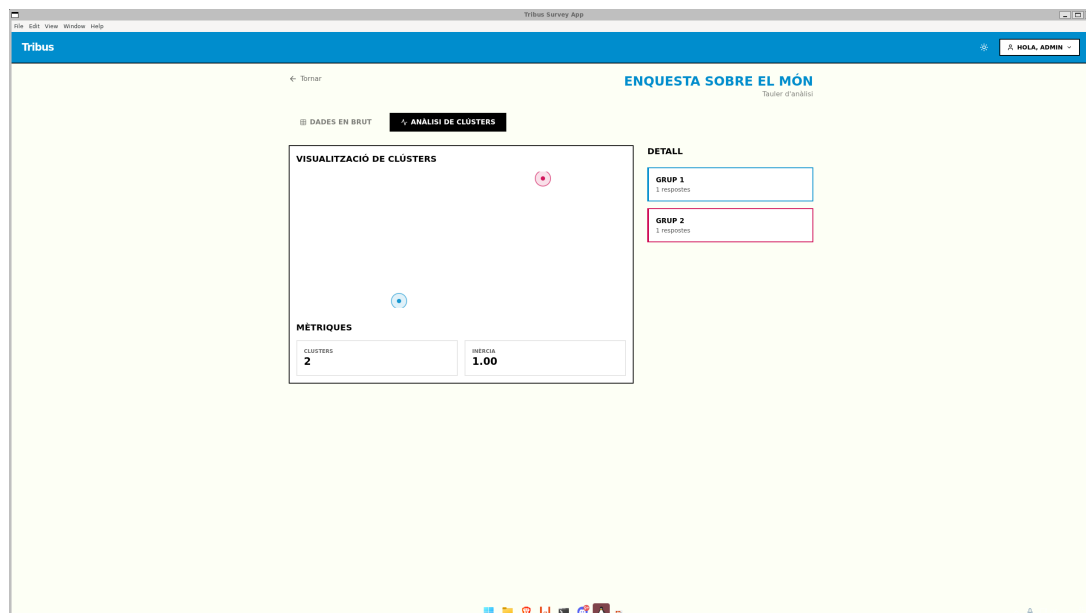 Tribus Survey App
File Edit View Window Help
Tribus
HOLA, ADMIN
Tornar
ENQUESTA SOBRE EL MÓN
Tauler d'anàlisi
DADES EN BRUT
ANÀLISI DE CLÚSTERS
VISUALITZACIÓ DE CLÚSTERS
MÈTRIQUES
CLUSTERS
2
INÈRCIA
1.00
DETALL
GRUP 1
1 respostes
GRUP 2
1 respostes